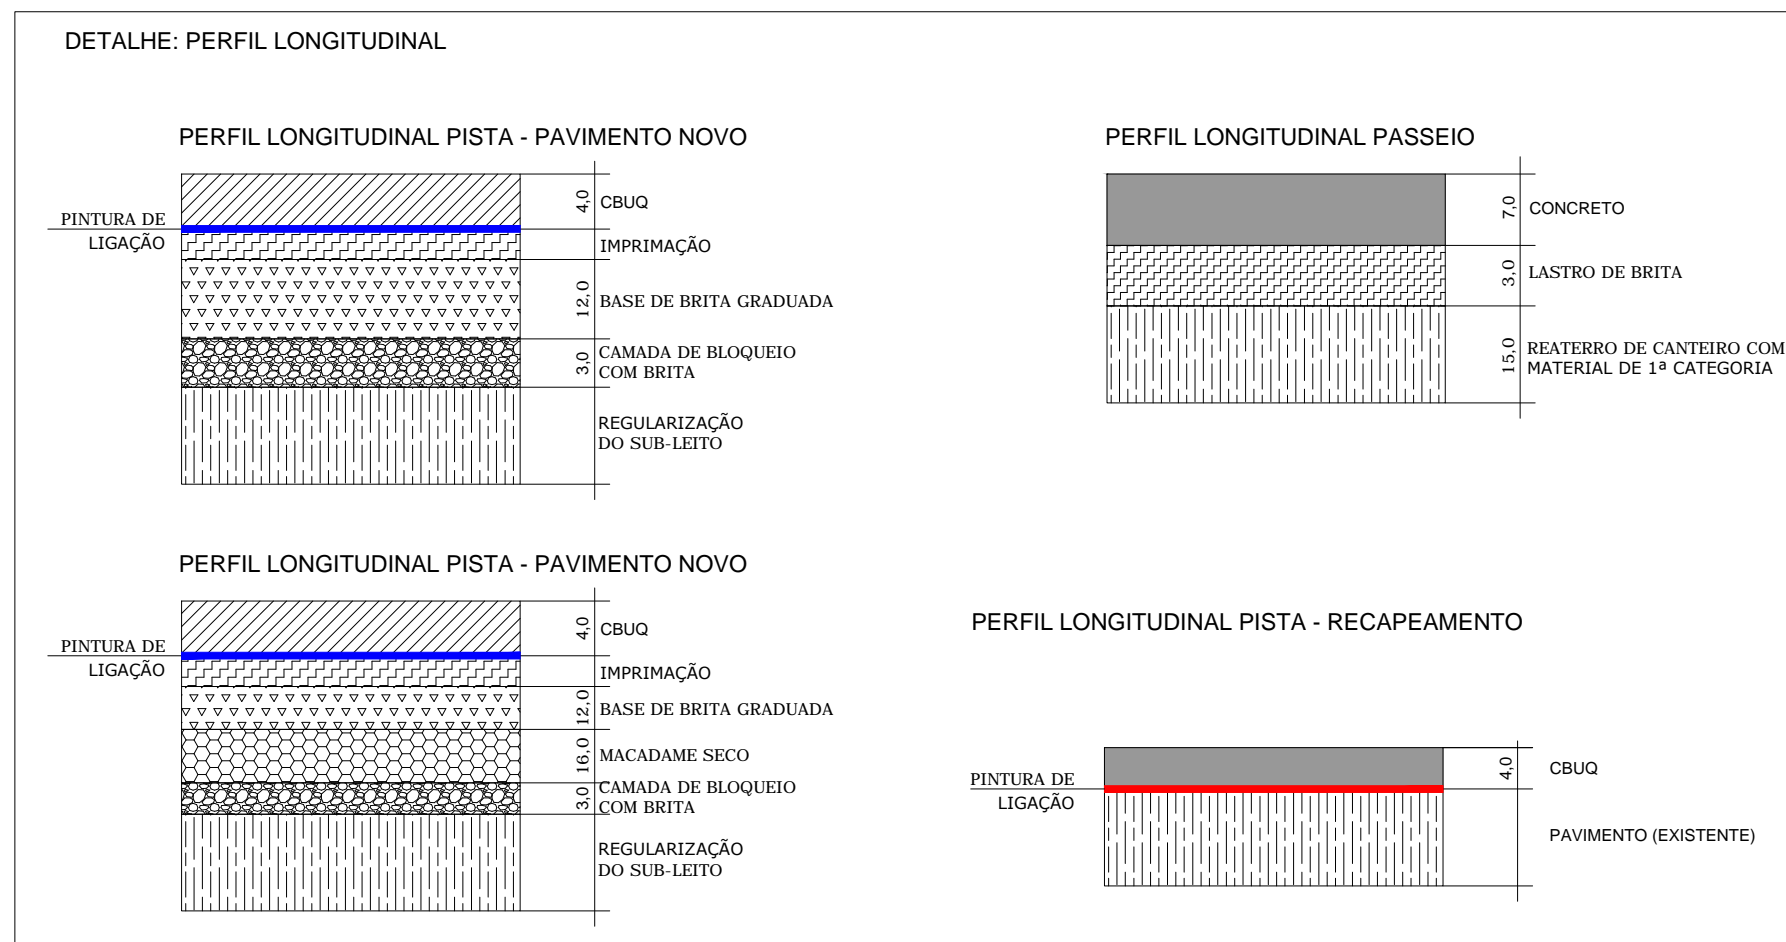 DETALHE: PERFIL LONGITUDINAL
PERFIL LONGITUDINAL PISTA - PAVIMENTO NOVO
PINTURA DE
LIGAÇÃO
4,0
CBUQ
IMPRIMAÇÃO
12,0
BASE DE BRITA GRADUADA
3,0
CAMADA DE BLOQUEIO
COM BRITA
REGULARIZAÇÃO
DO SUB-LEITO
PERFIL LONGITUDINAL PASSEIO
7,0
CONCRETO
3,0
LASTRO DE BRITA
15,0
REATERRO DE CANTEIRO COM
MATERIAL DE 1ª CATEGORIA
PERFIL LONGITUDINAL PISTA - PAVIMENTO NOVO
PINTURA DE
LIGAÇÃO
4,0
CBUQ
IMPRIMAÇÃO
12,0
BASE DE BRITA GRADUADA
16,0
MACADAME SECO
3,0
CAMADA DE BLOQUEIO
COM BRITA
REGULARIZAÇÃO
DO SUB-LEITO
PERFIL LONGITUDINAL PISTA - RECAPEAMENTO
PINTURA DE
LIGAÇÃO
4,0
CBUQ
PAVIMENTO (EXISTENTE)